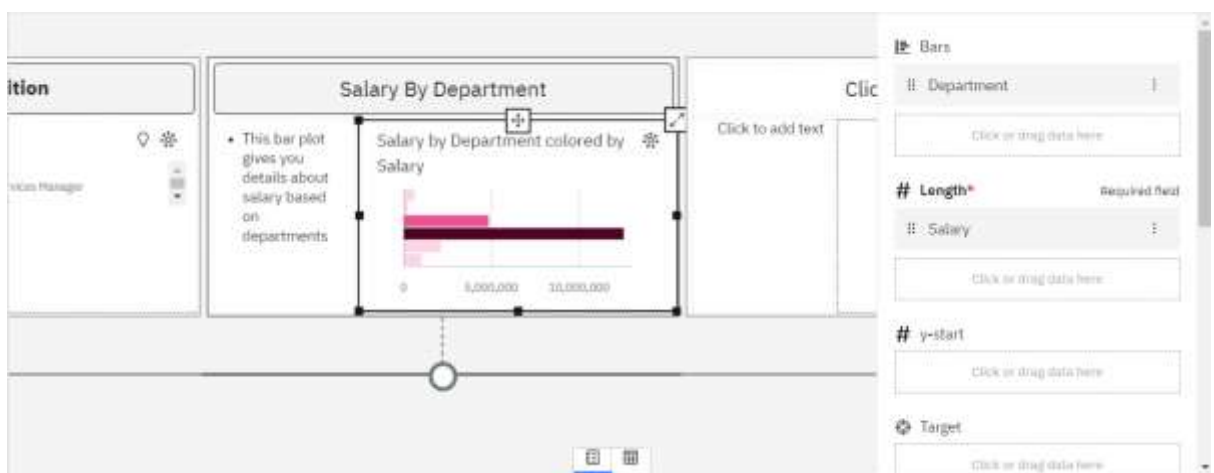 Bars
ition
Salary By Department
Clic
Department
Click to add text
Click or drag data here
• This bar plot
gives you
details about
salary based
on
departments
Salary by Department colored by
Salary
vices Manager
# Length*
Required field
Salary
Click or drag data here
0
5,000,000
10,000,000
# y-start
Click or drag data here
Target
Click or drag data here